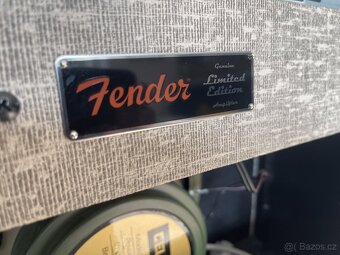 Fender
Genuine
Limited
Edition
Amplifier
bazos.cz